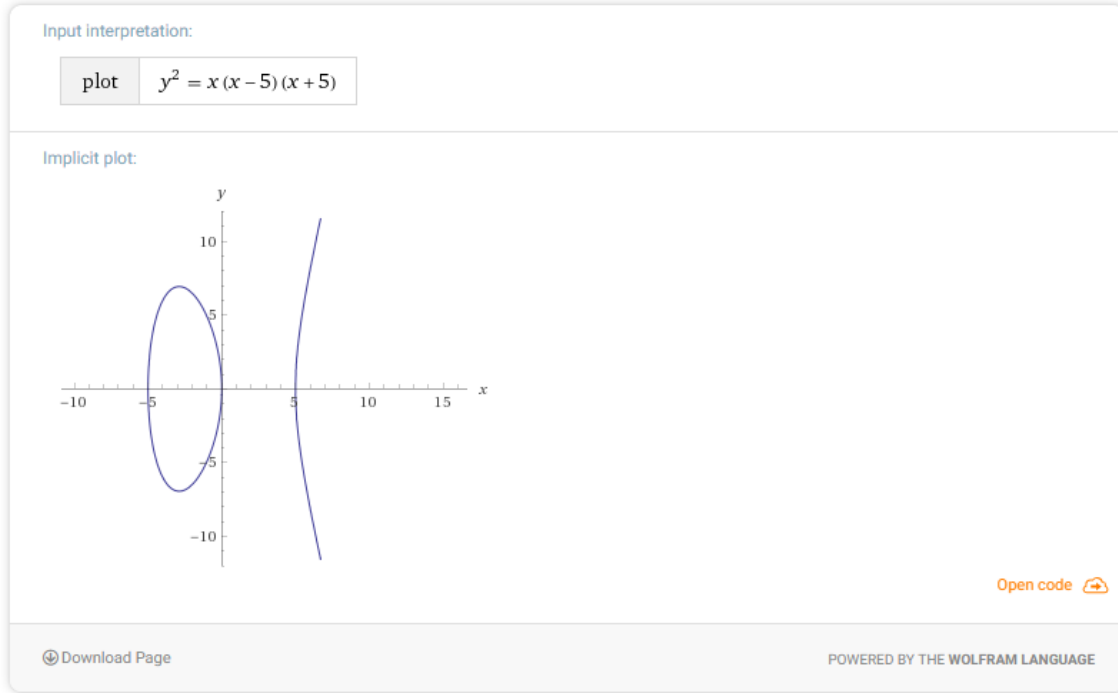 Input interpretation:
plot y² = x (x – 5) (x + 5)
Implicit plot:
y
10
5
-10 -5 5 10 15 x
-5
-10
Open code
Download Page
POWERED BY THE WOLFRAM LANGUAGE